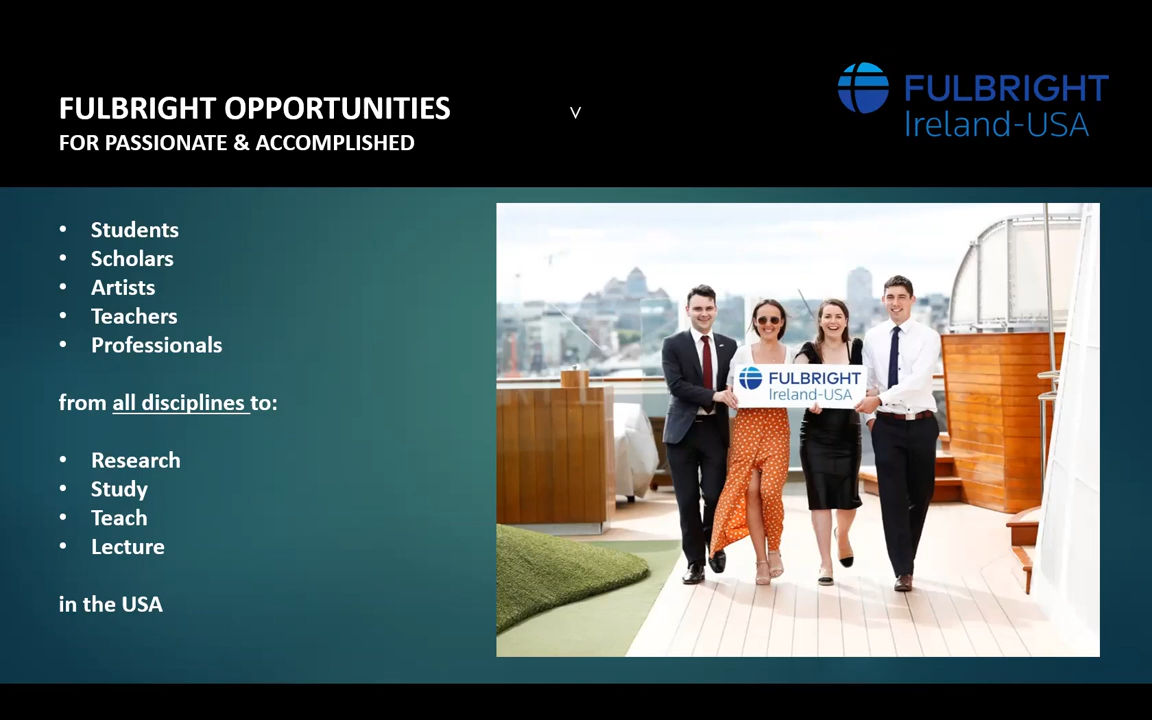 FULBRIGHT OPPORTUNITIES
FOR PASSIONATE & ACCOMPLISHED
V
FULBRIGHT
Ireland-USA
• Students
• Scholars
• Artists
• Teachers
• Professionals
from all disciplines to:
• Research
• Study
• Teach
• Lecture
in the USA
FULBRIGHT
Ireland-USA